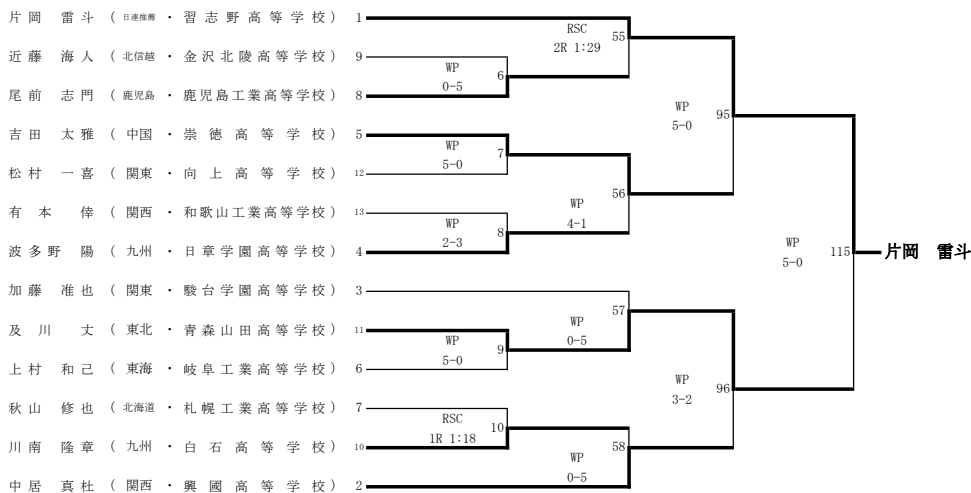 片岡 雷斗 ( 日連推薦 ・ 習志野高等学校 ) 1
RSC 55
2R 1:29
近藤 海人 ( 北信越 ・ 金沢北陵高等学校 ) 9
WP 6
0-5
尾前 志門 ( 鹿児島 ・ 鹿児島工業高等学校 ) 8
WP 95
5-0
吉田 太雅 ( 中国 ・ 崇徳高等学校 ) 5
WP 7
5-0
松村 一喜 ( 関東 ・ 向上高等学校 ) 12
56
WP
4-1
有本 倖 ( 関西 ・ 和歌山工業高等学校 ) 13
WP 8
2-3
波多野 陽 ( 九州 ・ 日章学園高等学校 ) 4
WP 115 片岡 雷斗
5-0
加藤 准也 ( 関東 ・ 駿台学園高等学校 ) 3
57
WP
0-5
及川 丈 ( 東北 ・ 青森山田高等学校 ) 11
WP 9
5-0
上村 和己 ( 東海 ・ 岐阜工業高等学校 ) 6
WP 96
3-2
秋山 修也 ( 北海道 ・ 札幌工業高等学校 ) 7
RSC 10
1R 1:18
川南 隆章 ( 九州 ・ 白石高等学校 ) 10
58
WP
0-5
中居 真杜 ( 関西 ・ 興國高等学校 ) 2